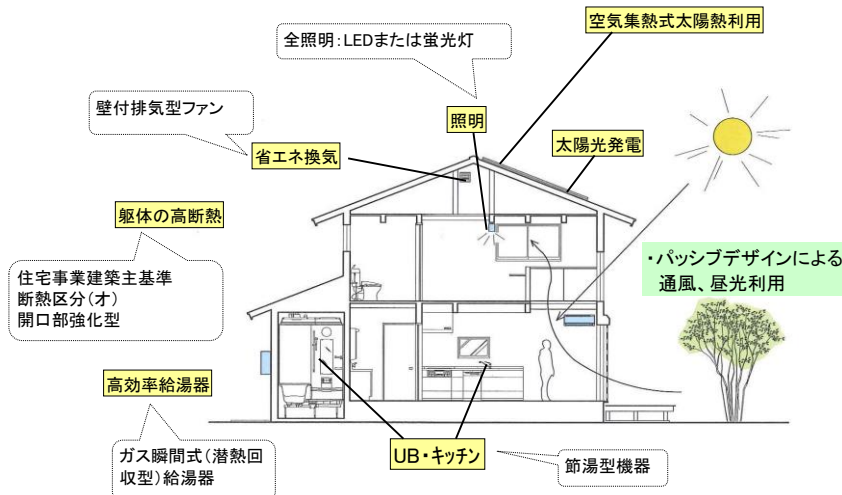 空気集熱式太陽熱利用
全照明:LEDまたは蛍光灯
壁付排気型ファン
照明
太陽光発電
省エネ換気
躯体の高断熱
・パッシブデザインによる
通風、昼光利用
住宅事業建築主基準
断熱区分(オ)
開口部強化型
高効率給湯器
ガス瞬間式(潜熱回
収型)給湯器
UB・キッチン
節湯型機器